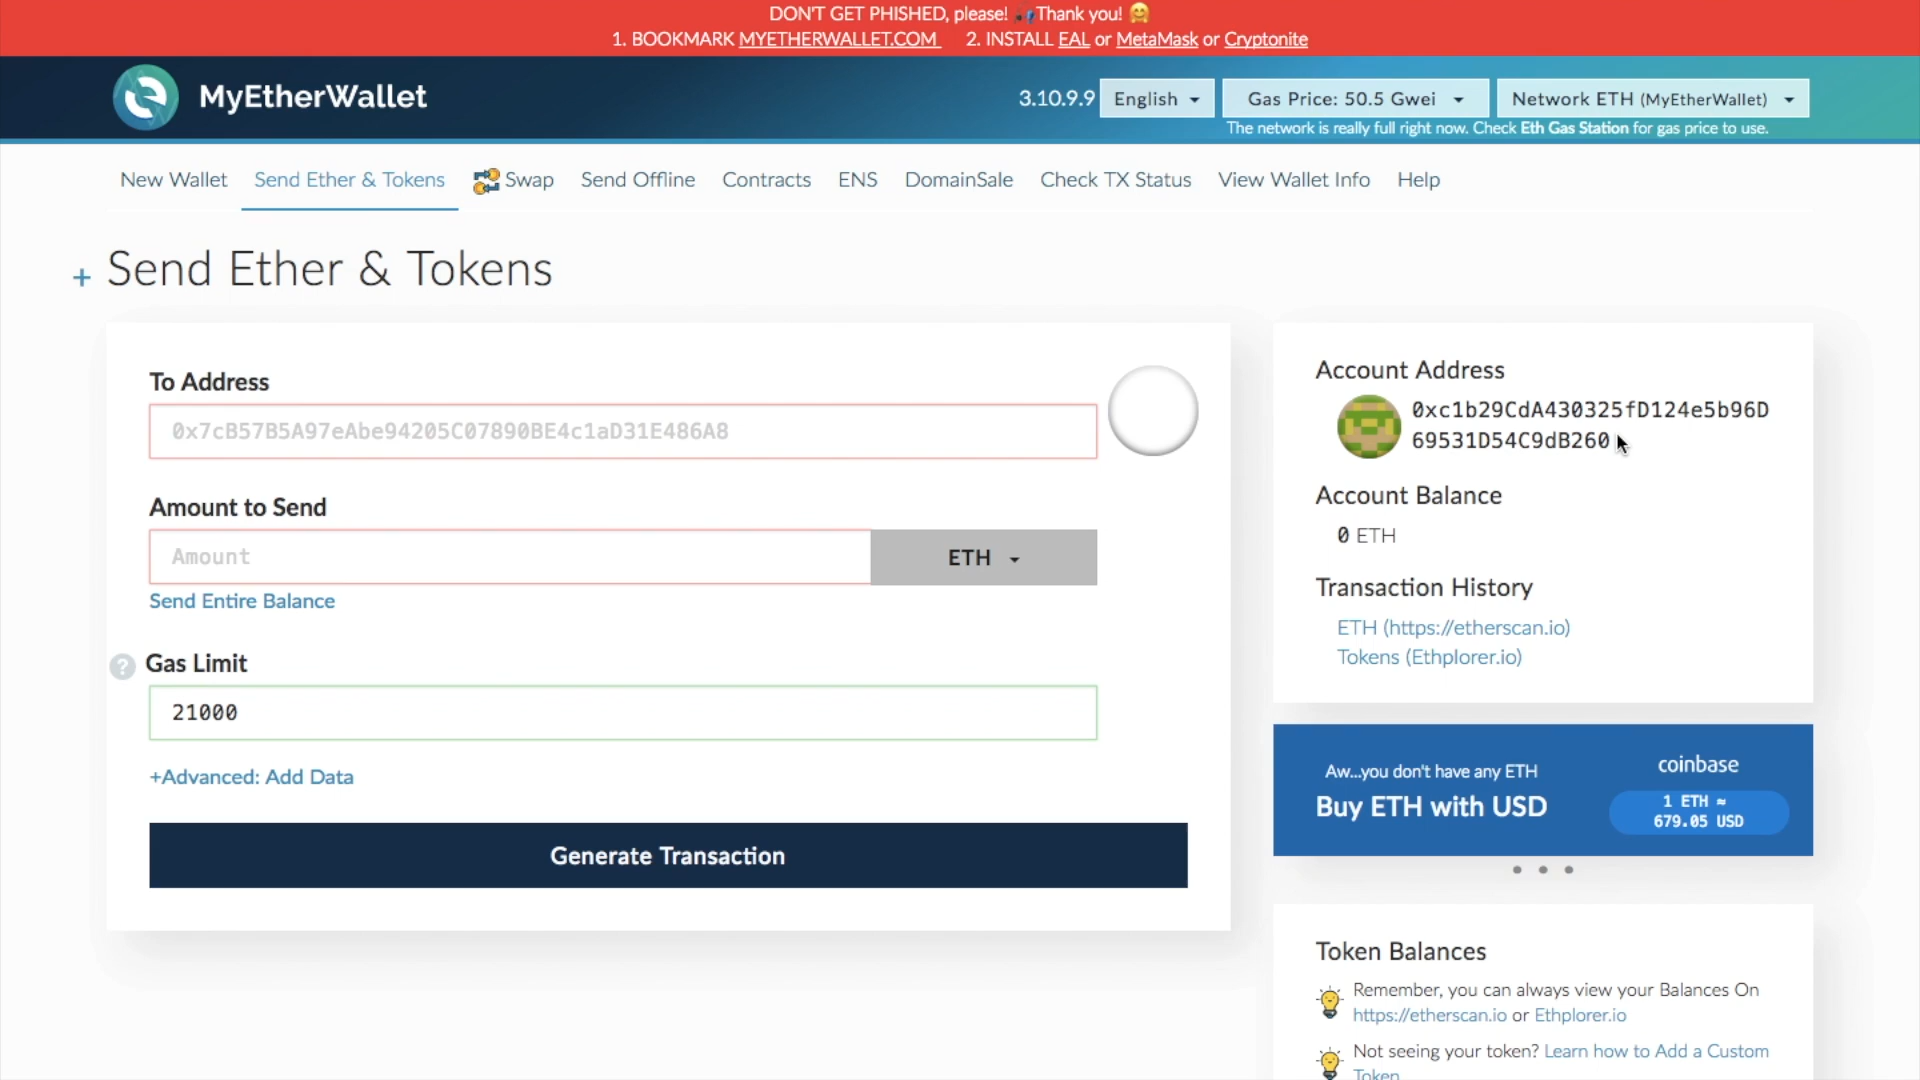 DON'T GET PHISHED, please! 🎣Thank you! 🤗
1. BOOKMARK MYETHERWALLET.COM 2. INSTALL EAL or MetaMask or Cryptonite
MyEtherWallet
3.10.9.9 English Gas Price: 50.5 Gwei Network ETH (MyEtherWallet)
The network is really full right now. Check Eth Gas Station for gas price to use.
New Wallet Send Ether & Tokens Swap Send Offline Contracts ENS DomainSale Check TX Status View Wallet Info Help
+ Send Ether & Tokens
To Address
0x7cB57B5A97eAbe94205C07890BE4c1aD31E486A8
Amount to Send
Amount ETH
Send Entire Balance
? Gas Limit
21000
+Advanced: Add Data
Generate Transaction
Account Address
0xc1b29CdA430325fD124e5b96D
69531D54C9dB260
Account Balance
0 ETH
Transaction History
ETH (https://etherscan.io)
Tokens (Ethplorer.io)
Aw...you don't have any ETH
Buy ETH with USD
coinbase
1 ETH ≈
679.05 USD
Token Balances
Remember, you can always view your Balances On
https://etherscan.io or Ethplorer.io
Not seeing your token? Learn how to Add a Custom
Token